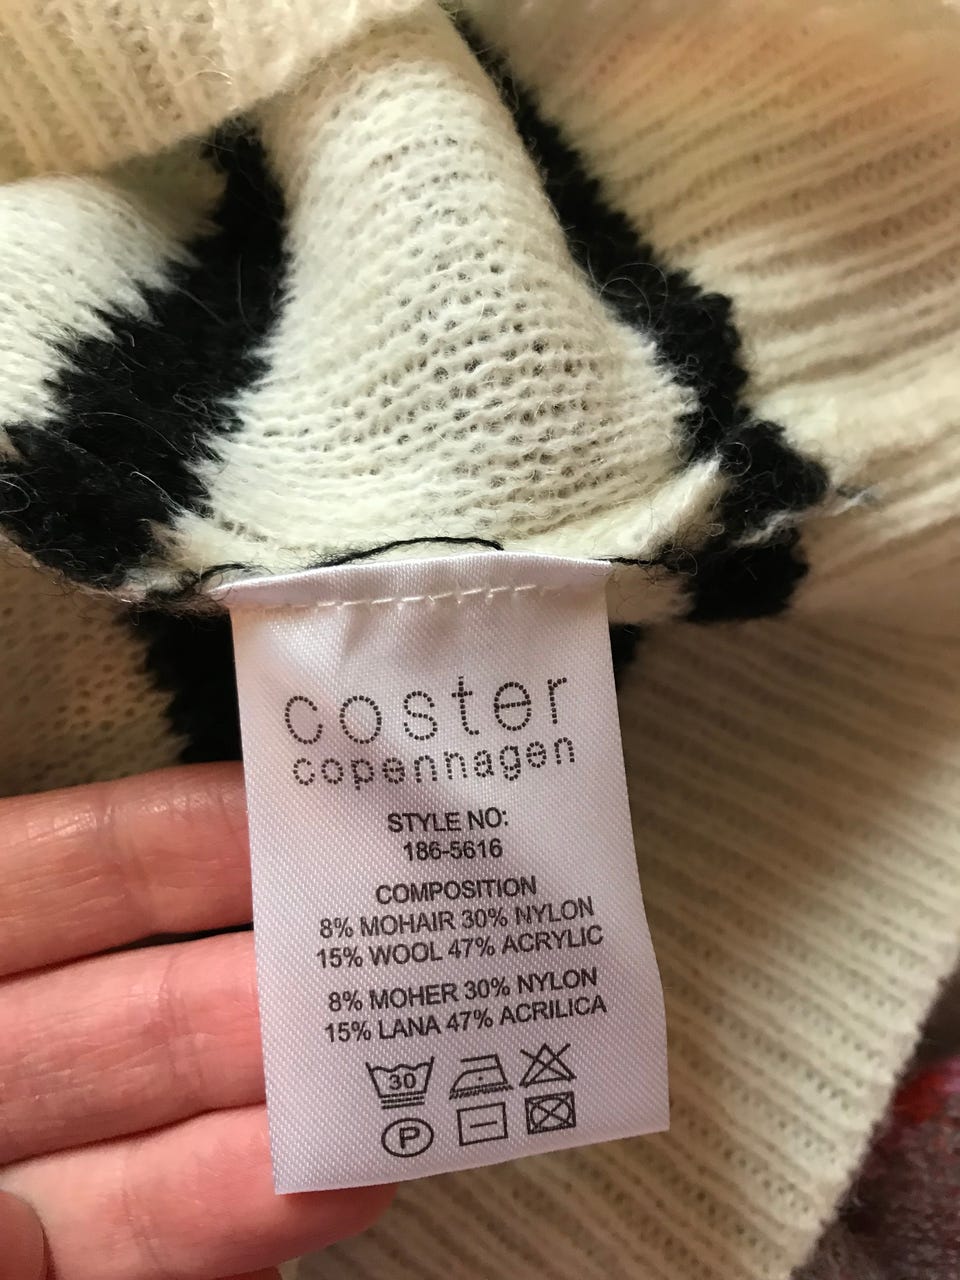 coster
copenhagen
STYLE NO:
186-5616
COMPOSITION
8% MOHAIR 30% NYLON
15% WOOL 47% ACRYLIC
8% MOHER 30% NYLON
15% LANA 47% ACRILICA
30
P